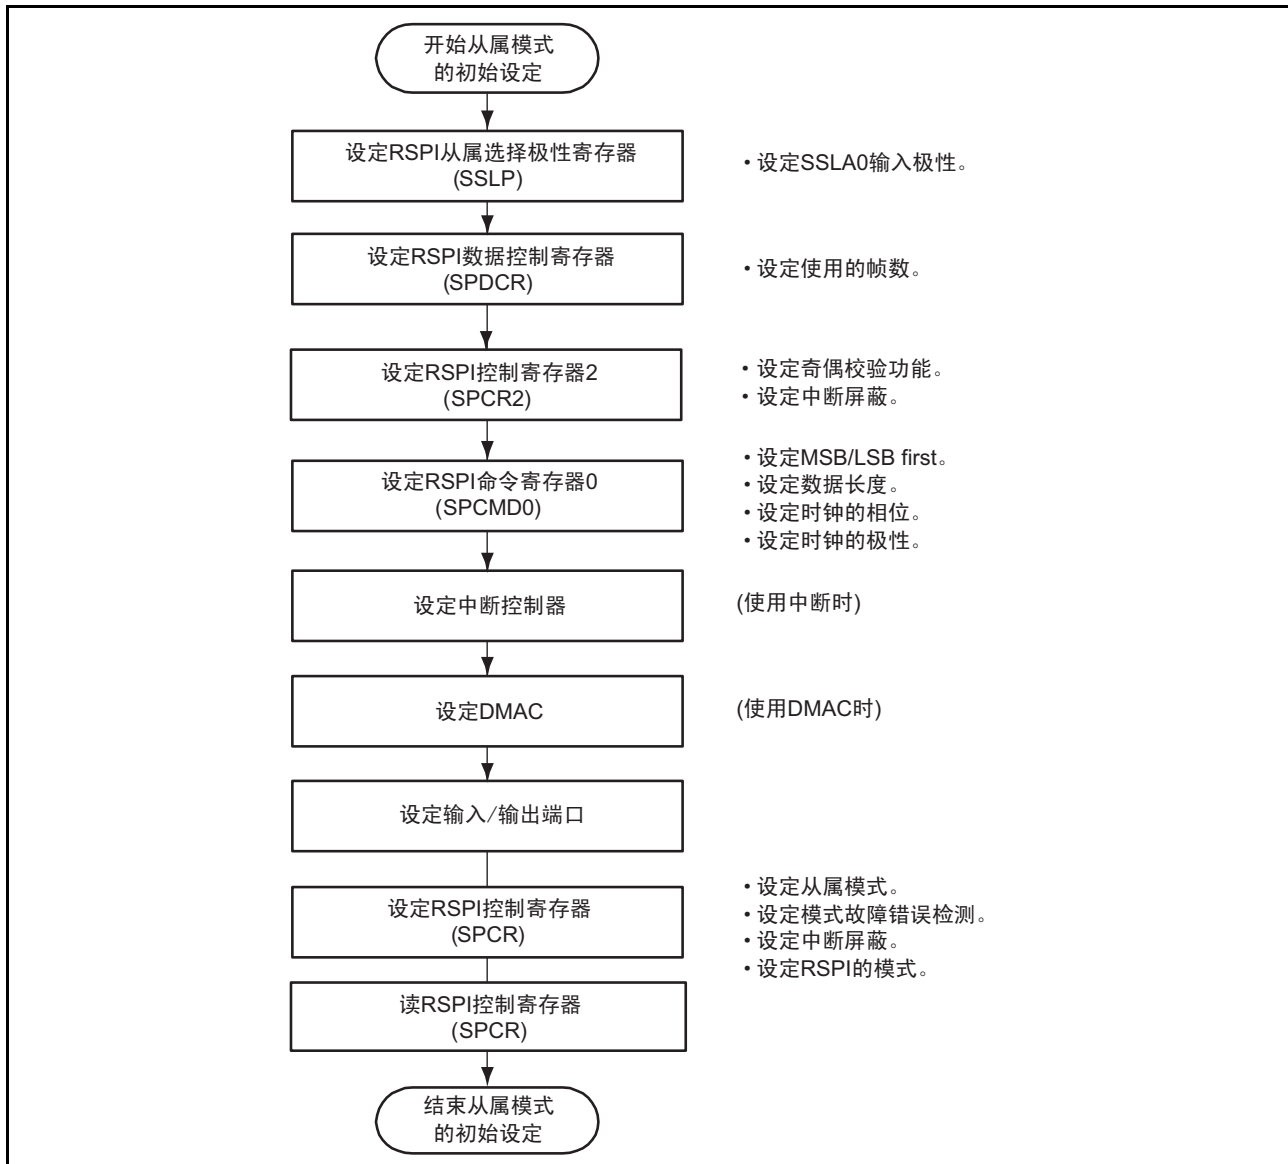 开始从属模式
的初始设定
设定RSPI从属选择极性寄存器
(SSLP)
• 设定SSLA0输入极性。
设定RSPI数据控制寄存器
(SPDCR)
• 设定使用的帧数。
设定RSPI控制寄存器2
(SPCR2)
• 设定奇偶校验功能。
• 设定中断屏蔽。
设定RSPI命令寄存器0
(SPCMD0)
• 设定MSB/LSB first。
• 设定数据长度。
• 设定时钟的相位。
• 设定时钟的极性。
设定中断控制器
(使用中断时)
设定DMAC
(使用DMAC时)
设定输入/输出端口
设定RSPI控制寄存器
(SPCR)
• 设定从属模式。
• 设定模式故障错误检测。
• 设定中断屏蔽。
• 设定RSPI的模式。
读RSPI控制寄存器
(SPCR)
结束从属模式
的初始设定